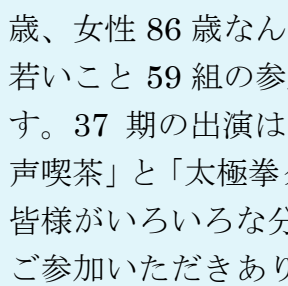 歳、女性 86 歳なん
若いこと 59 組の参
す。37 期の出演は
声喫茶」と「太極拳
皆様がいろいろな分
ご参加いただきあり